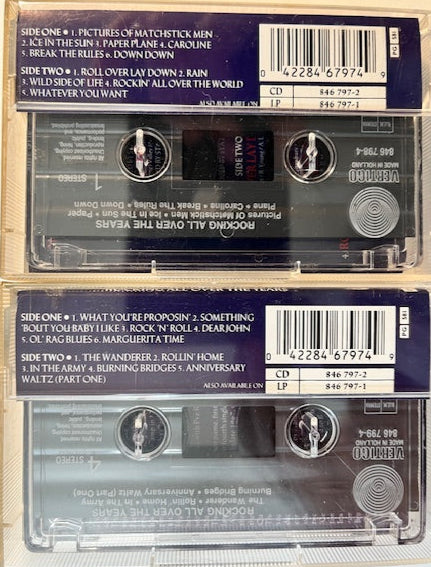 SIDE ONE • 1. PICTURES OF MATCHSTICK MEN
2. ICE IN THE SUN 3. PAPER PLANE 4. CAROLINE
5. BREAK THE RULES 6. DOWN DOWN
SIDE TWO • 1. ROLL OVER LAY DOWN 2. RAIN
3. WILD SIDE OF LIFE 4. ROCKIN' ALL OVER THE WORLD
5. WHATEVER YOU WANT
ALSO AVAILABLE ON
0 42284 67974 9
CD 846 797-2
LP 846 797-1
PG 581
SIDE TWO
1
STEREO
All rights
846 798-4
MADE IN HOLLAND
VERTIGO
ROCKING ALL OVER THE YEARS
Pictures Of Matchstick Men • Ice In The Sun • Paper
Plane • Caroline • Break The Rules • Down Down
SIDE ONE • 1. WHAT YOU'RE PROPOSIN' 2. SOMETHING
'BOUT YOU BABY I LIKE 3. ROCK 'N' ROLL 4. DEAR JOHN
5. OL' RAG BLUES 6. MARGUERITA TIME
SIDE TWO • 1. THE WANDERER 2. ROLLIN' HOME
3. IN THE ARMY 4. BURNING BRIDGES 5. ANNIVERSARY
WALTZ (PART ONE)
ALSO AVAILABLE ON
0 42284 67974 9
CD 846 797-2
LP 846 797-1
PG 581
4
STEREO
846 799-4
MADE IN HOLLAND
VERTIGO
ROCKING ALL OVER THE YEARS
The Wanderer • Rollin' Home • In The Army
Burning Bridges • Anniversary Waltz (Part One)